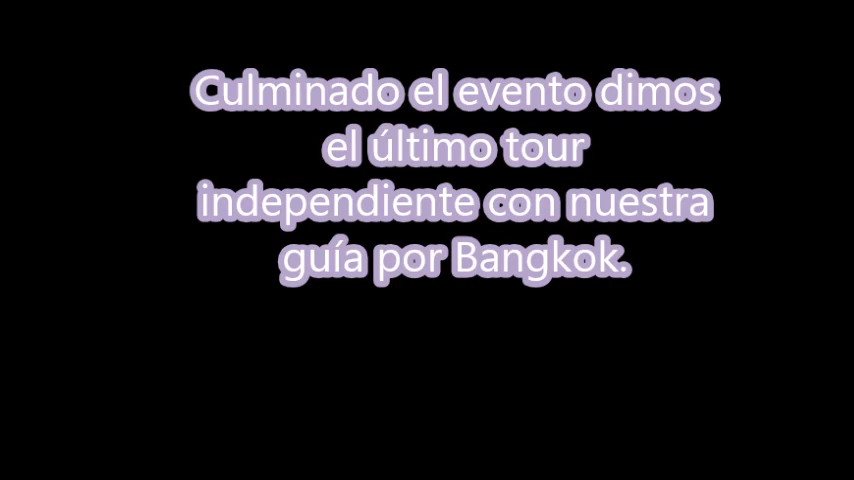 Culminado el evento dimos
el último tour
independiente con nuestra
guía por Bangkok.